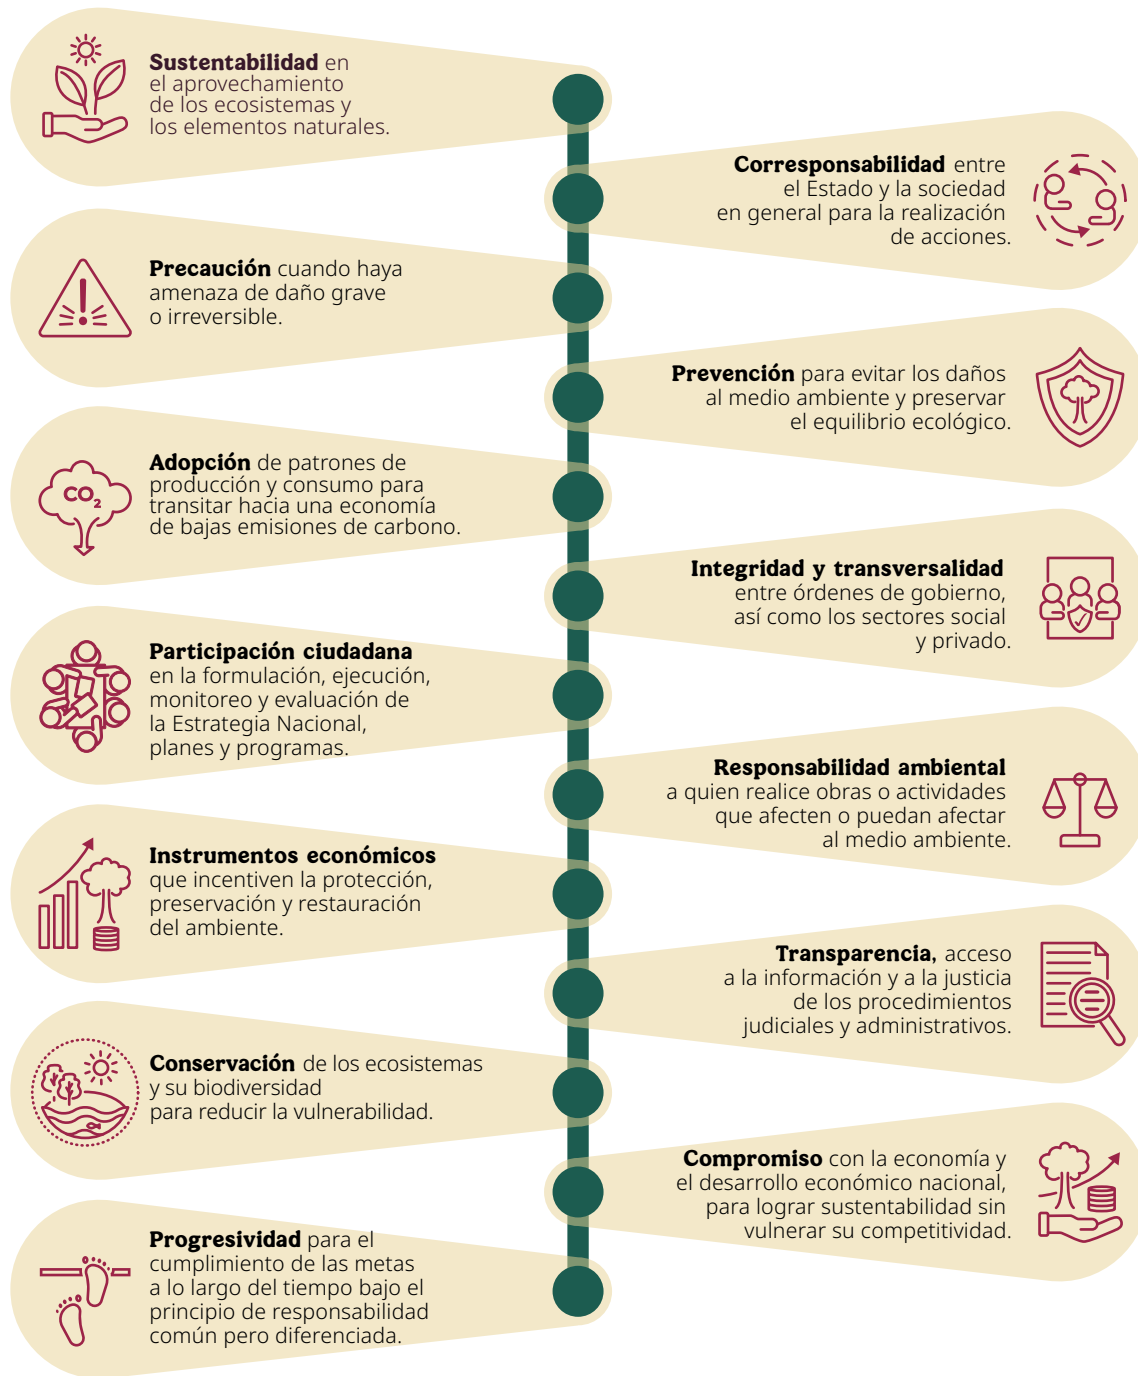 Sustentabilidad en
el aprovechamiento
de los ecosistemas y
los elementos naturales.
Corresponsabilidad entre
el Estado y la sociedad
en general para la realización
de acciones.
Precaución cuando haya
amenaza de daño grave
o irreversible.
Prevención para evitar los daños
al medio ambiente y preservar
el equilibrio ecológico.
CO2
Adopción de patrones de
producción y consumo para
transitar hacia una economía
de bajas emisiones de carbono.
Integridad y transversalidad
entre órdenes de gobierno,
así como los sectores social
y privado.
Participación ciudadana
en la formulación, ejecución,
monitoreo y evaluación de
la Estrategia Nacional,
planes y programas.
Responsabilidad ambiental
a quien realice obras o actividades
que afecten o puedan afectar
al medio ambiente.
Instrumentos económicos
que incentiven la protección,
preservación y restauración
del ambiente.
Transparencia, acceso
a la información y a la justicia
de los procedimientos
judiciales y administrativos.
Conservación de los ecosistemas
y su biodiversidad
para reducir la vulnerabilidad.
Compromiso con la economía y
el desarrollo económico nacional,
para lograr sustentabilidad sin
vulnerar su competitividad.
Progresividad para el
cumplimiento de las metas
a lo largo del tiempo bajo el
principio de responsabilidad
común pero diferenciada.